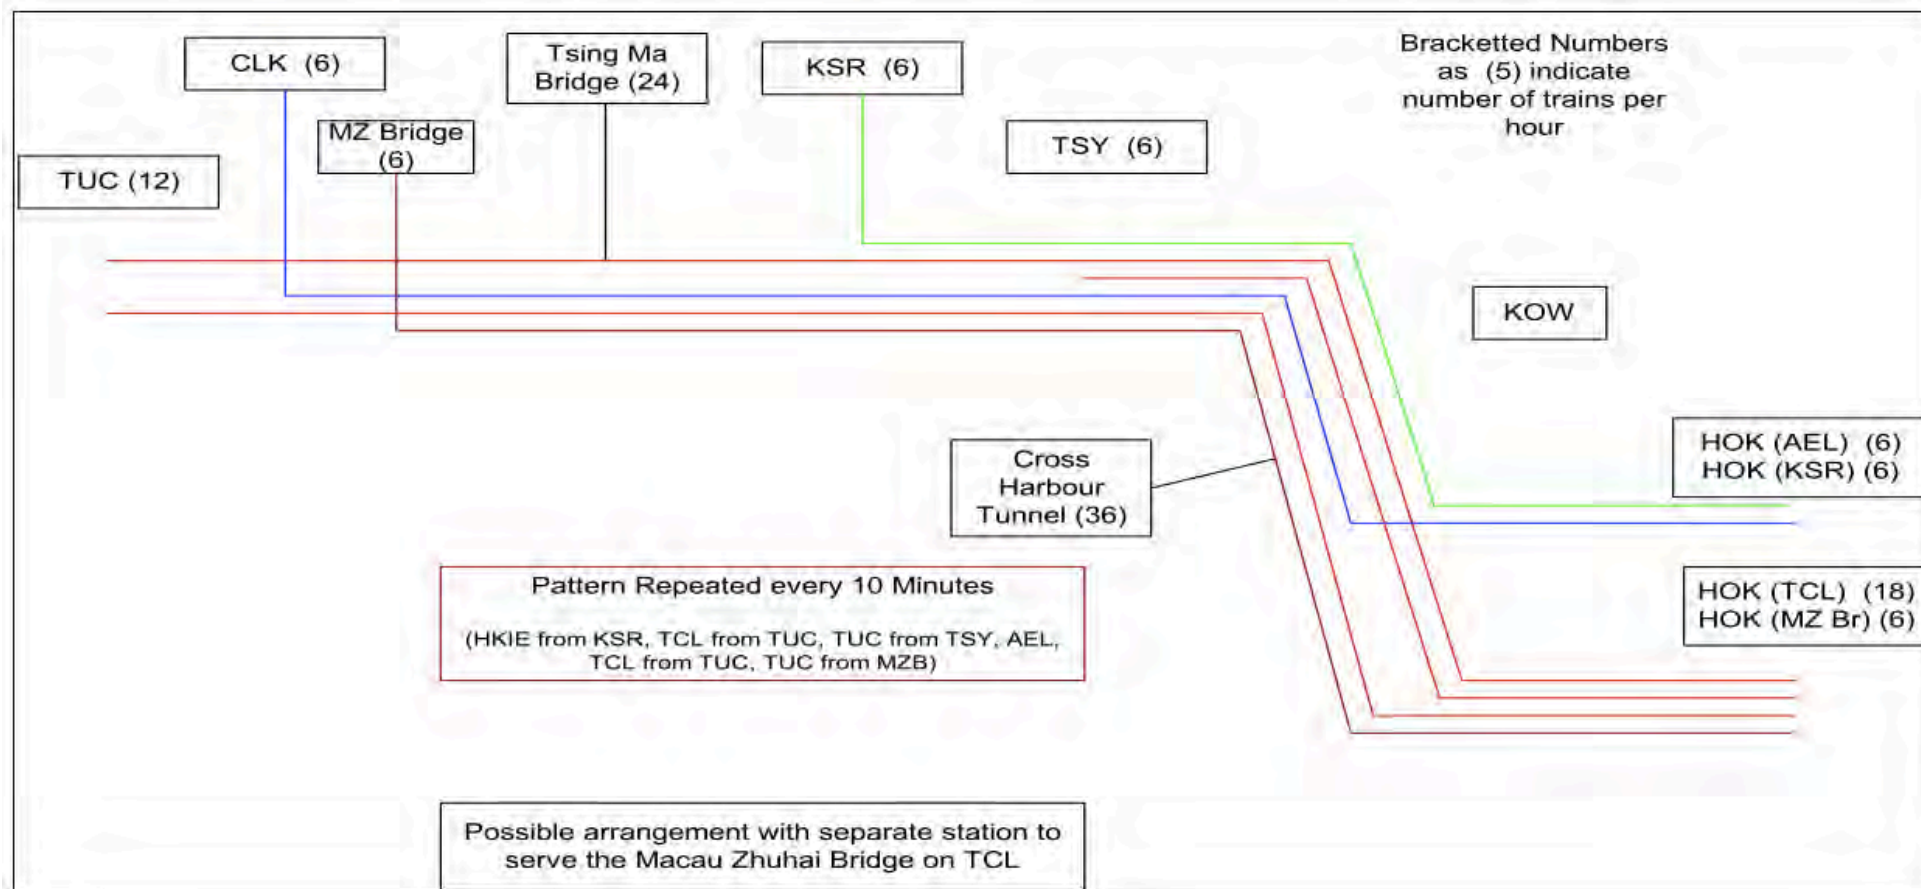 CLK (6)
Tsing Ma
Bridge (24)
KSR (6)
Bracketted Numbers
as (5) indicate
number of trains per
hour
MZ Bridge
(6)
TSY (6)
TUC (12)
KOW
HOK (AEL) (6)
HOK (KSR) (6)
Cross
Harbour
Tunnel (36)
Pattern Repeated every 10 Minutes
(HKIE from KSR, TCL from TUC, TUC from TSY, AEL,
TCL from TUC, TUC from MZB)
HOK (TCL) (18)
HOK (MZ Br) (6)
Possible arrangement with separate station to
serve the Macau Zhuhai Bridge on TCL